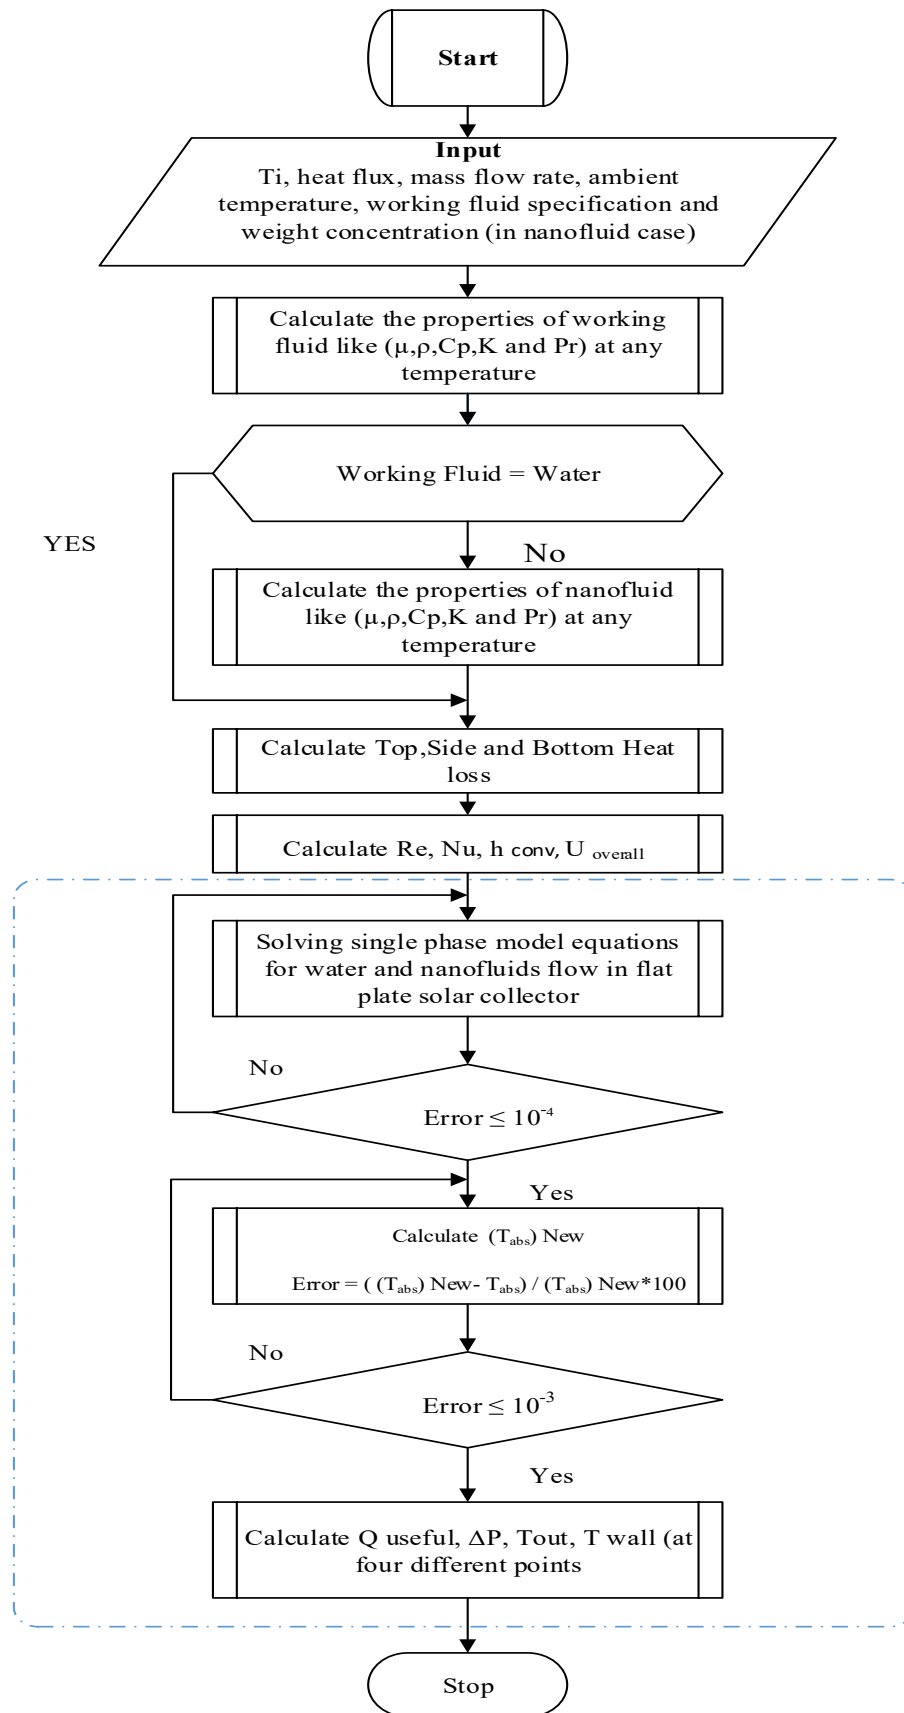 Start
Input
Ti, heat flux, mass flow rate, ambient
temperature, working fluid specification and
weight concentration (in nanofluid case)
Calculate the properties of working
fluid like (μ,ρ,Cp,K and Pr) at any
temperature
Working Fluid = Water
YES
No
Calculate the properties of nanofluid
like (μ,ρ,Cp,K and Pr) at any
temperature
Calculate Top,Side and Bottom Heat
loss
Calculate Re, Nu, h conv, U overall
Solving single phase model equations
for water and nanofluids flow in flat
plate solar collector
No
Error ≤ 10⁻⁴
Yes
Calculate (Tabs) New
Error = ( (Tabs) New- Tabs) / (Tabs) New*100
No
Error ≤ 10⁻³
Yes
Calculate Q useful, ΔP, Tout, T wall (at
four different points
Stop